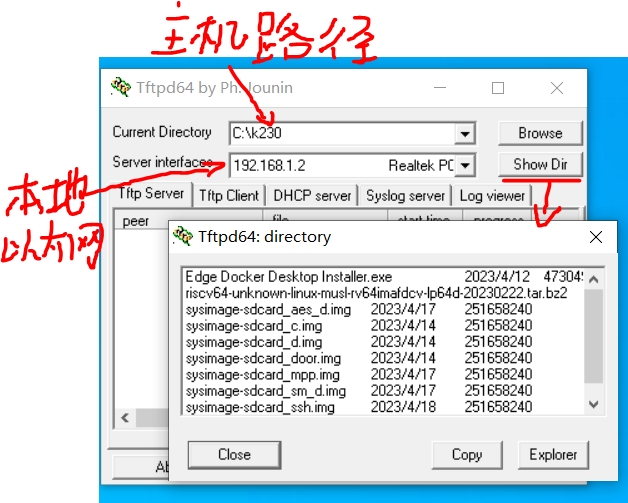 主机路径
Tftpd64 by Ph. Jounin
Current Directory C:\k230 Browse
Server interfaces 192.168.1.2 Realtek PC Show Dir
本地
以太网
Tftp Server Tftp Client DHCP server Syslog server Log viewer
peer file start time progress
Tftpd64: directory
Edge Docker Desktop Installer.exe 2023/4/12 47304
riscv64-unknown-linux-musl-rv64imafdcv-lp64d-20230222.tar.bz2
sysimage-sdcard_aes_d.img 2023/4/17 251658240
sysimage-sdcard_c.img 2023/4/14 251658240
sysimage-sdcard_d.img 2023/4/14 251658240
sysimage-sdcard_door.img 2023/4/14 251658240
sysimage-sdcard_mpp.img 2023/4/17 251658240
sysimage-sdcard_sm_d.img 2023/4/17 251658240
sysimage-sdcard_ssh.img 2023/4/18 251658240
Close Copy Explorer
Ab